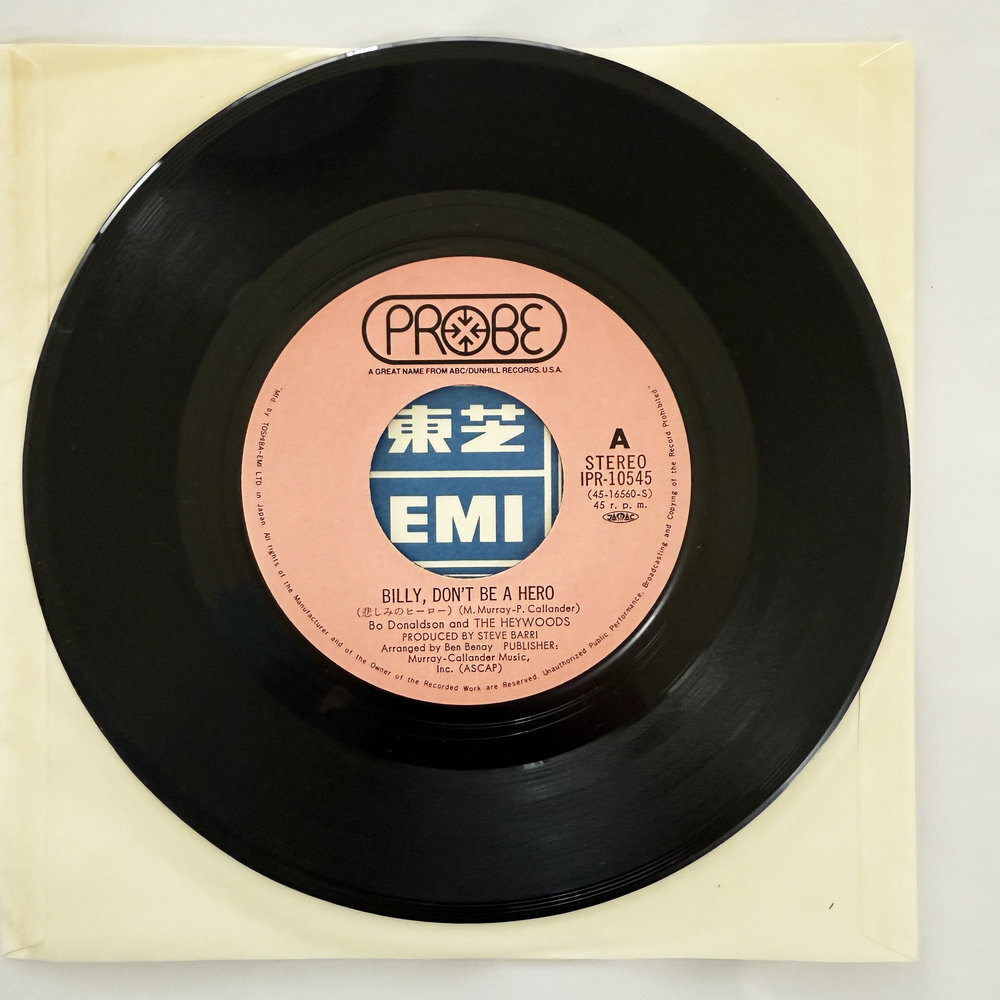 PROBE
A GREAT NAME FROM ABC/DUNHILL RECORDS, U.S.A.
東芝
EMI
A
STEREO
IPR-10545
(45-16560-S)
45 r. p. m.
JASRAC
BILLY, DON'T BE A HERO
(悲しみのヒーロー) (M. Murray-P. Callander)
Bo Donaldson and THE HEYWOODS
PRODUCED BY STEVE BARRI
Arranged by Ben Benay PUBLISHER:
Murray-Callander Music,
Inc. (ASCAP)
"Mfd. by TOSHIBA-EMI LTD in Japan. All rights of the Manufacturer and of the Owner of the Recorded Work are Reserved. Unauthorized Public Performance, Broadcasting and Copying of the Record Prohibited"